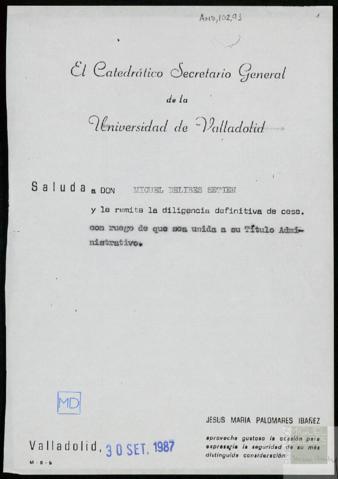 AMD,102,93
1
El Catedrático Secretario General
de la
Universidad de Valladolid
Saluda a DON MIGUEL DELIBES SETIEN
y le remite la diligencia definitiva de cese.
con ruego de que sea unida a su Título Admi-
nistrativo.
MD
JESUS MARIA PALOMARES IBAÑEZ
aprovecha gustoso la ocasión para
expresarle la seguridad de su más
distinguida consideración
Valladolid, 30 SET. 1987